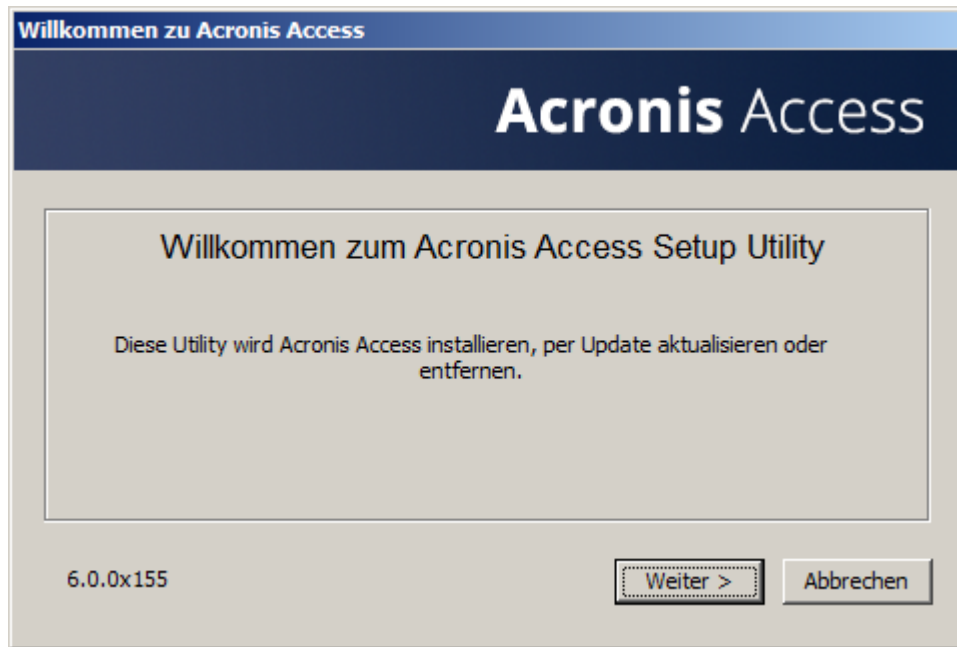 Willkommen zu Acronis Access
Acronis Access
Willkommen zum Acronis Access Setup Utility
Diese Utility wird Acronis Access installieren, per Update aktualisieren oder
entfernen.
6.0.0x155
Weiter >
Abbrechen